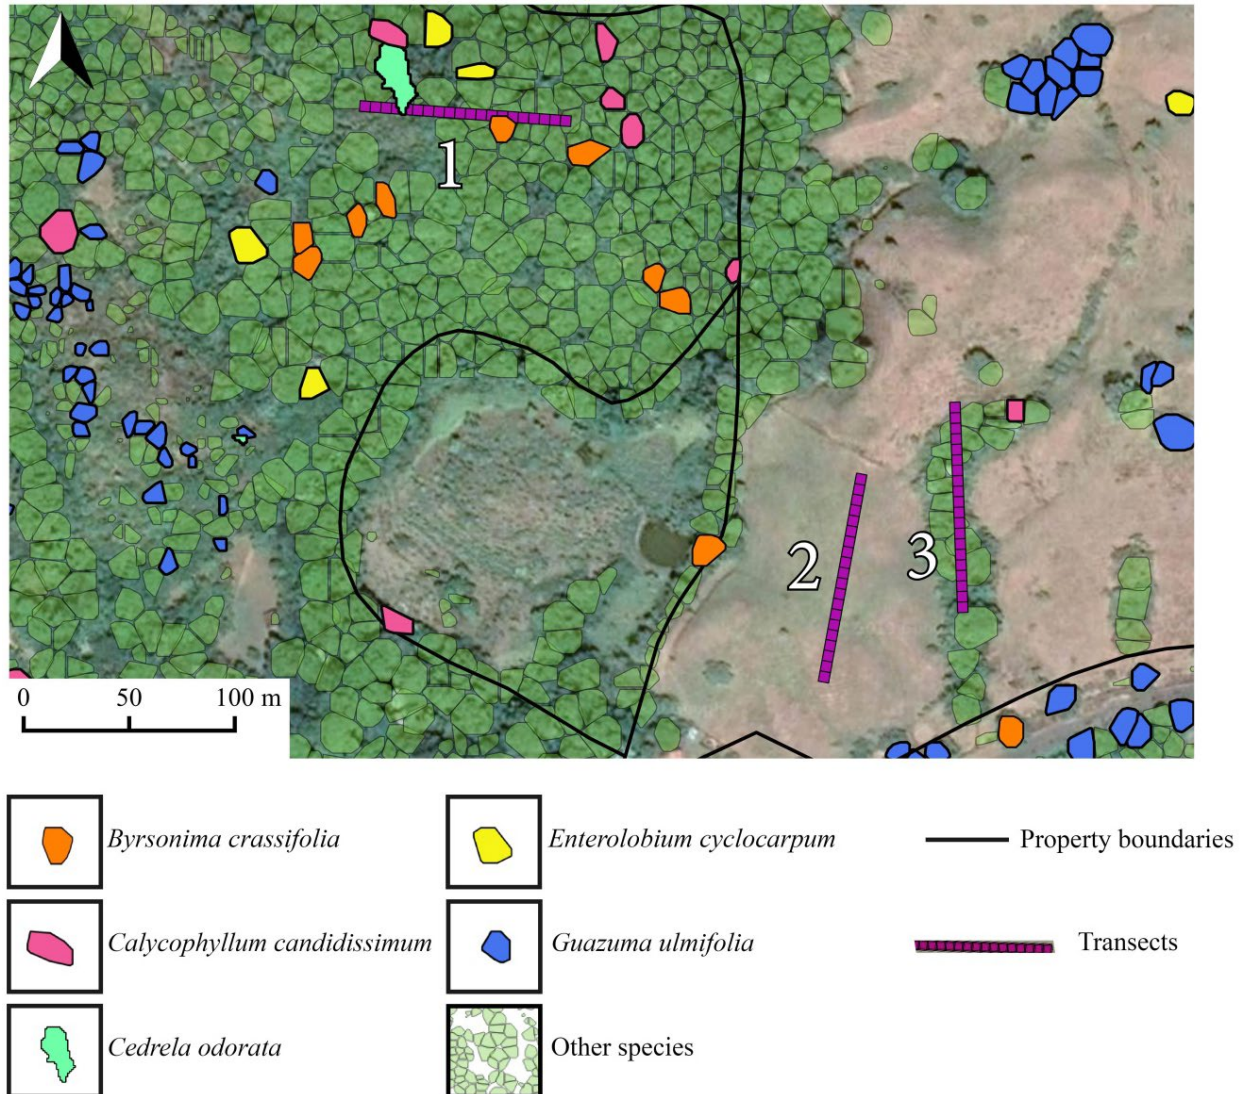 1
2
3
0 50 100 m
Byrsonima crassifolia
Enterolobium cyclocarpum
Property boundaries
Calycophyllum candidissimum
Guazuma ulmifolia
Transects
Cedrela odorata
Other species